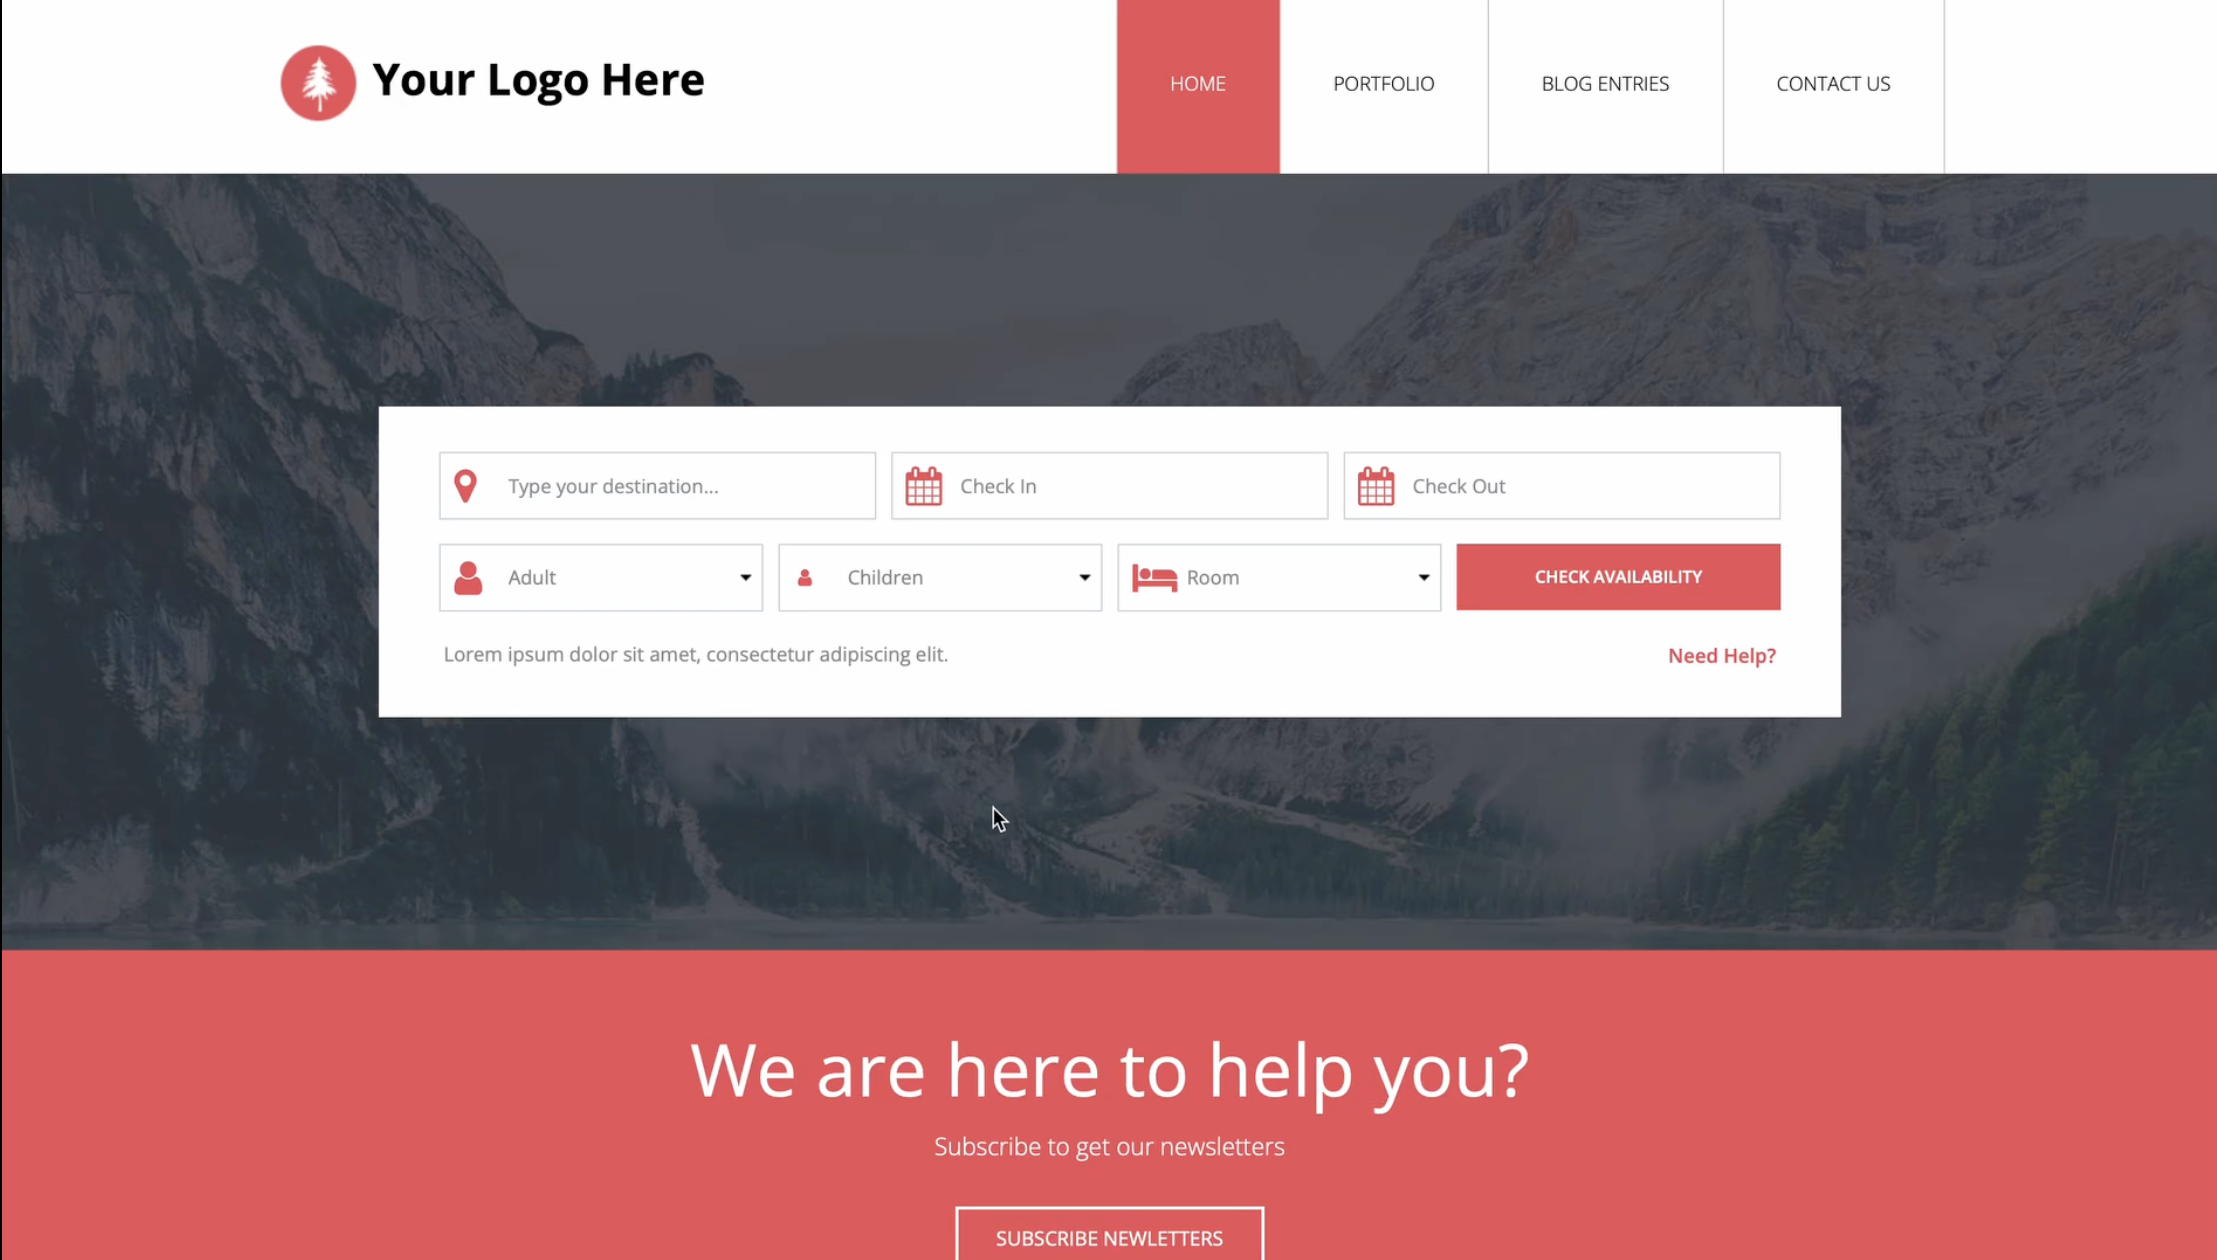 Your Logo Here
HOME
PORTFOLIO
BLOG ENTRIES
CONTACT US
Type your destination...
Check In
Check Out
Adult
Children
Room
CHECK AVAILABILITY
Lorem ipsum dolor sit amet, consectetur adipiscing elit.
Need Help?
We are here to help you?
Subscribe to get our newsletters
SUBSCRIBE NEWLETTERS